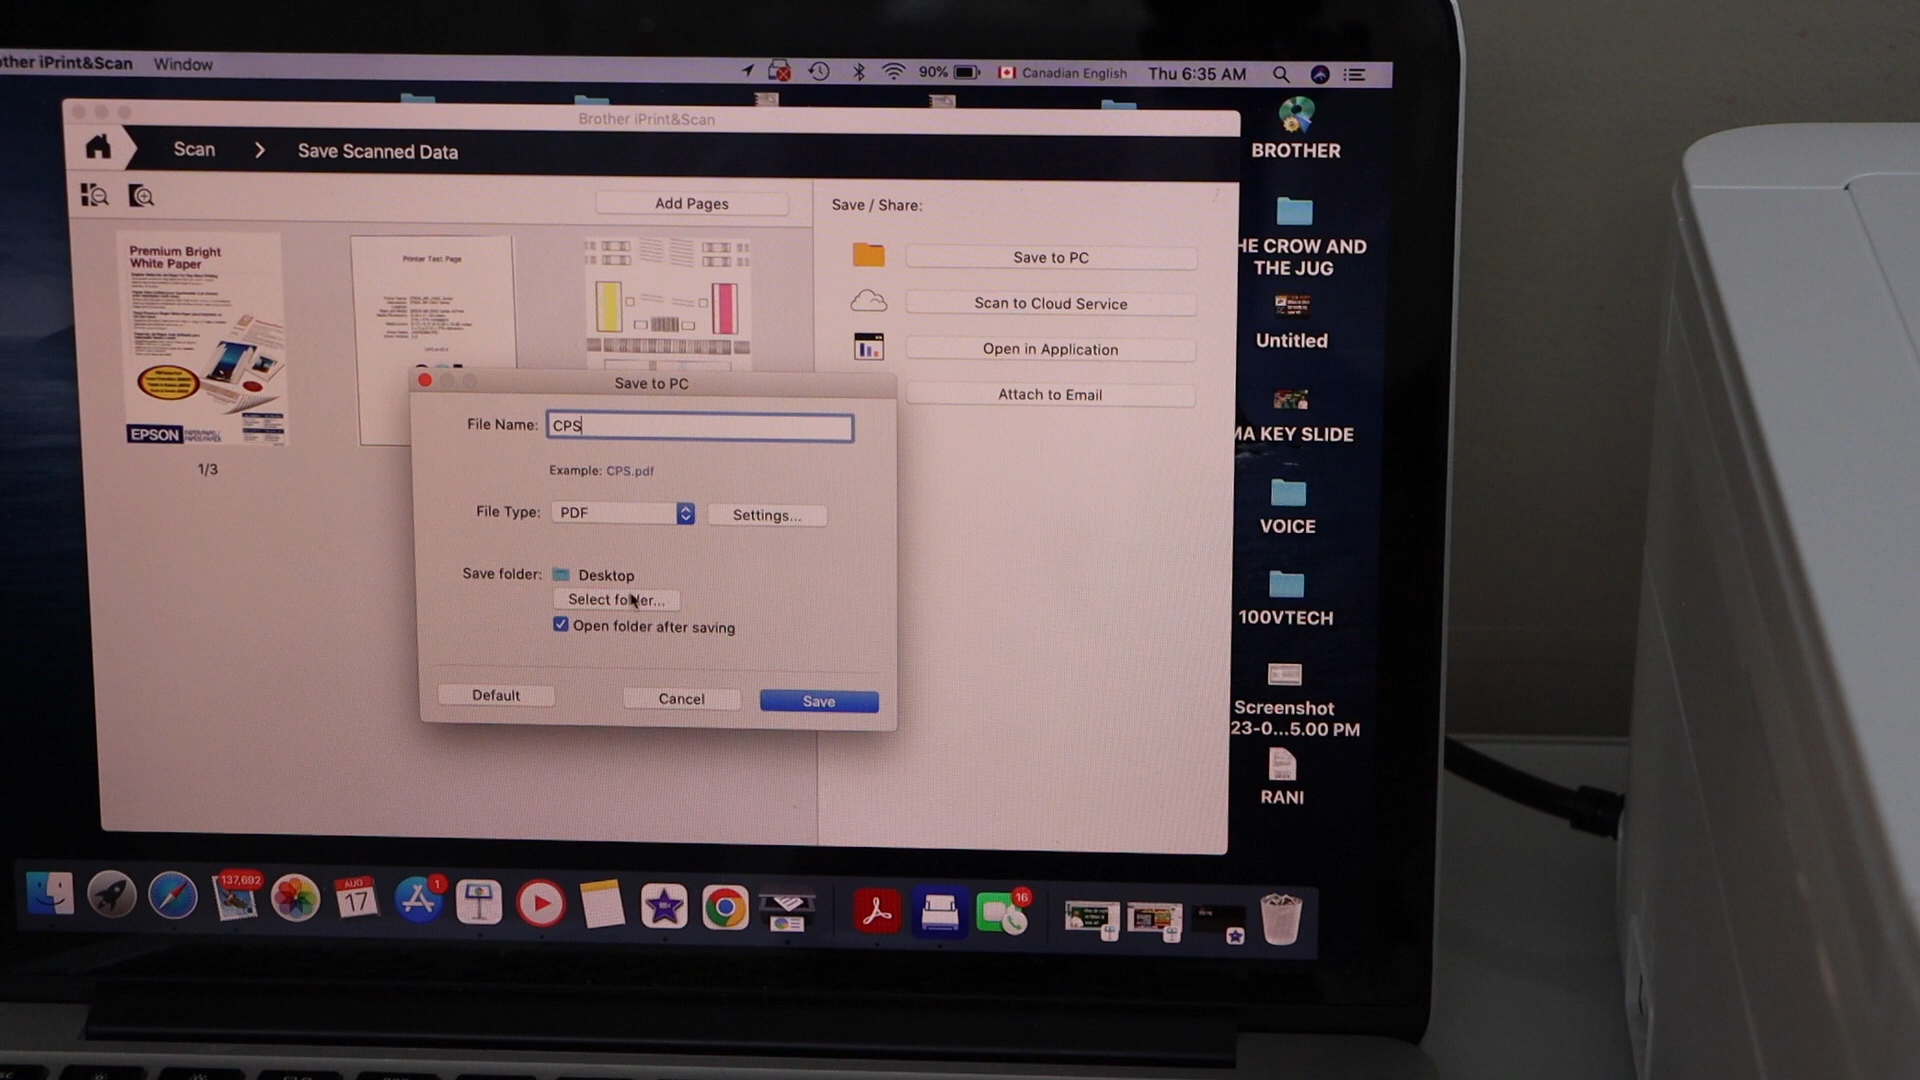 ther iPrint&Scan Window 90% Canadian English Thu 6:35 AM
Brother iPrint&Scan
Scan > Save Scanned Data
Add Pages
Save / Share:
Save to PC
Scan to Cloud Service
Open in Application
Attach to Email
Premium Bright
White Paper
EPSON
1/3
Printer Test Page
Save to PC
File Name: CPS
Example: CPS.pdf
File Type: PDF Settings...
Save folder: Desktop
Select folder...
Open folder after saving
Default Cancel Save
BROTHER
HE CROW AND
THE JUG
Untitled
MA KEY SLIDE
VOICE
100VTECH
Screenshot
23-0...5.00 PM
RANI
137,692
AUG
17
1
16